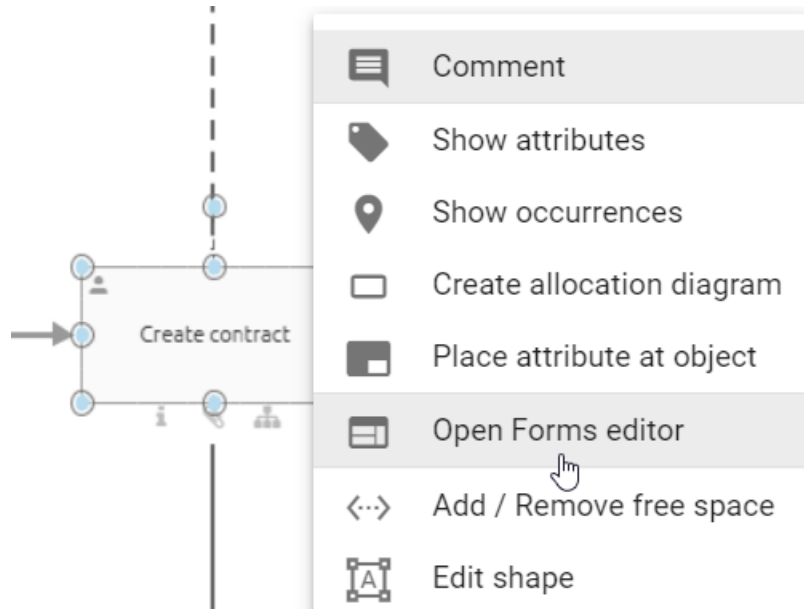 Comment
Show attributes
Show occurrences
Create allocation diagram
Create contract
Place attribute at object
Open Forms editor
Add / Remove free space
Edit shape